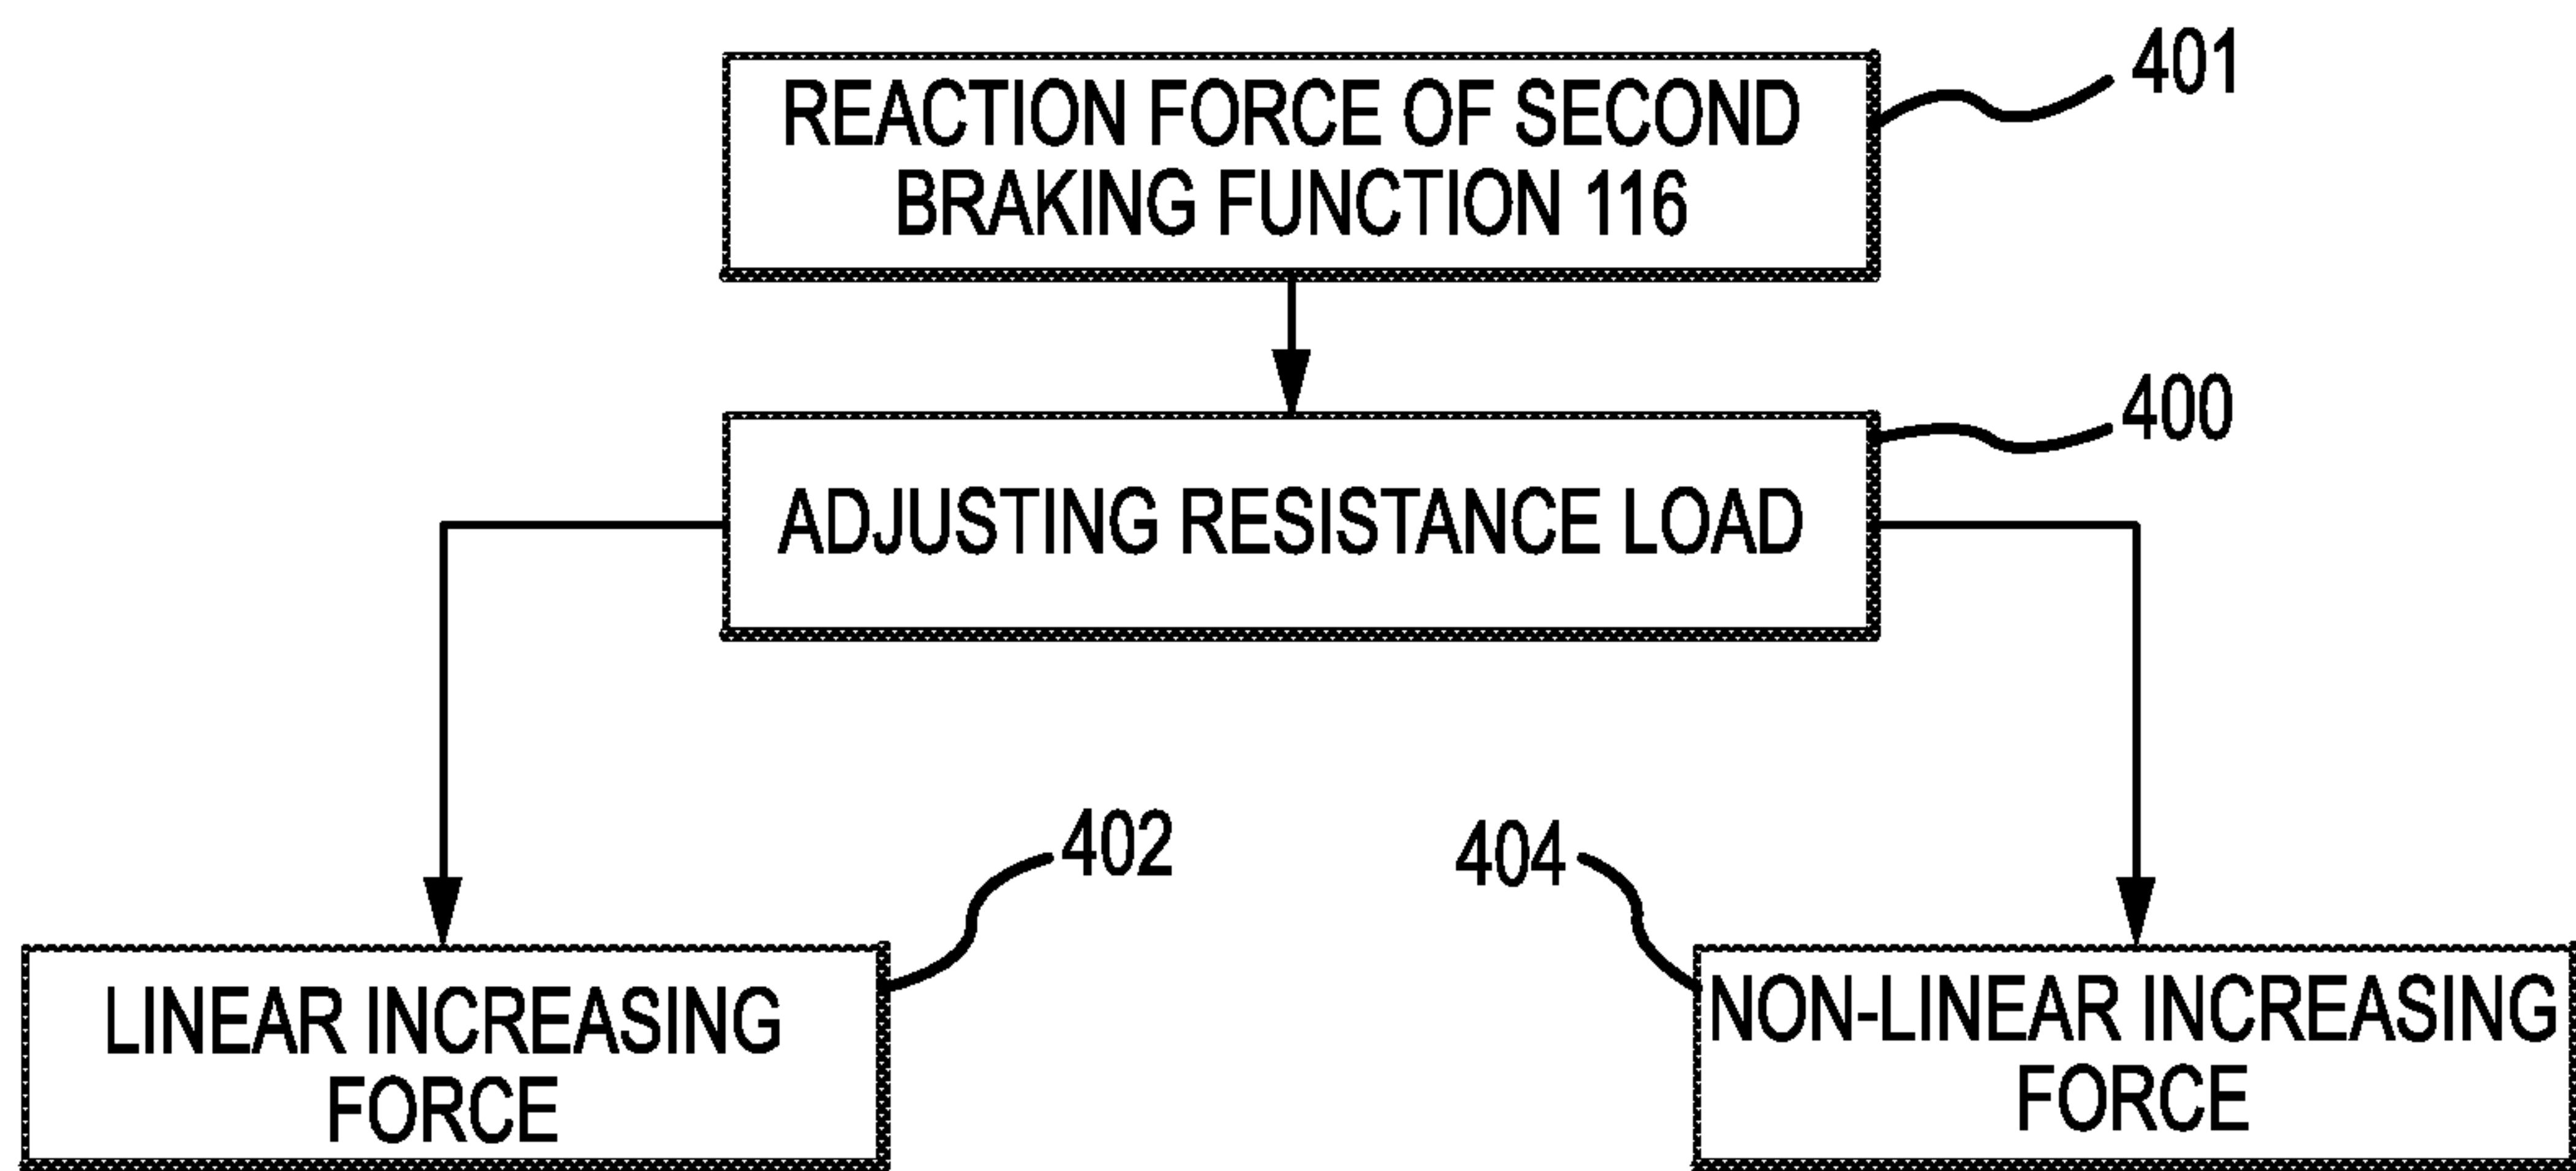 401
REACTION FORCE OF SECOND
BRAKING FUNCTION 116
400
ADJUSTING RESISTANCE LOAD
402
404
LINEAR INCREASING
FORCE
NON-LINEAR INCREASING
FORCE